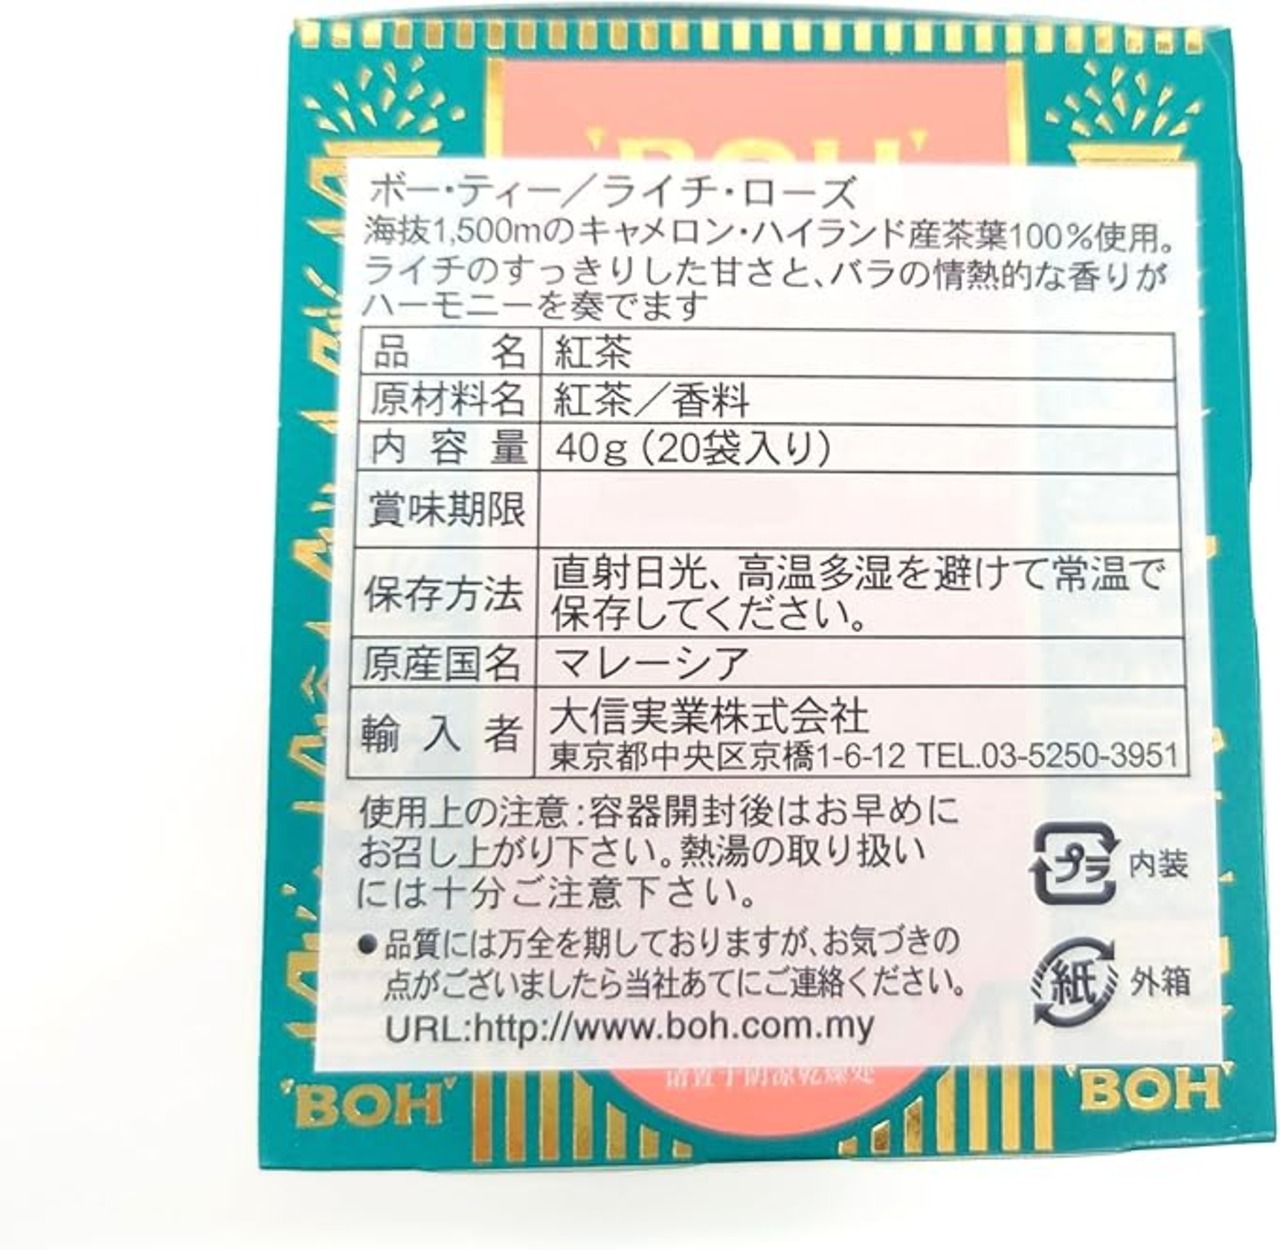 'BOH'
ボー・ティー／ライチ・ローズ
海抜1,500mのキャメロン・ハイランド産茶葉100％使用。
ライチのすっきりした甘さと、バラの情熱的な香りが
ハーモニーを奏でます
品名 紅茶
原材料名 紅茶／香料
内容量 40g（20袋入り）
賞味期限
保存方法 直射日光、高温多湿を避けて常温で
保存してください。
原産国名 マレーシア
輸入者 大信実業株式会社
東京都中央区京橋1-6-12 TEL.03-5250-3951
使用上の注意：容器開封後はお早めに
お召し上がり下さい。熱湯の取り扱い
には十分ご注意下さい。
プラ 内装
●品質には万全を期しておりますが、お気づきの
点がございましたら当社あてにご連絡ください。
紙 外箱
URL:http://www.boh.com.my
请置于阴凉乾燥处
'BOH' 'BOH'